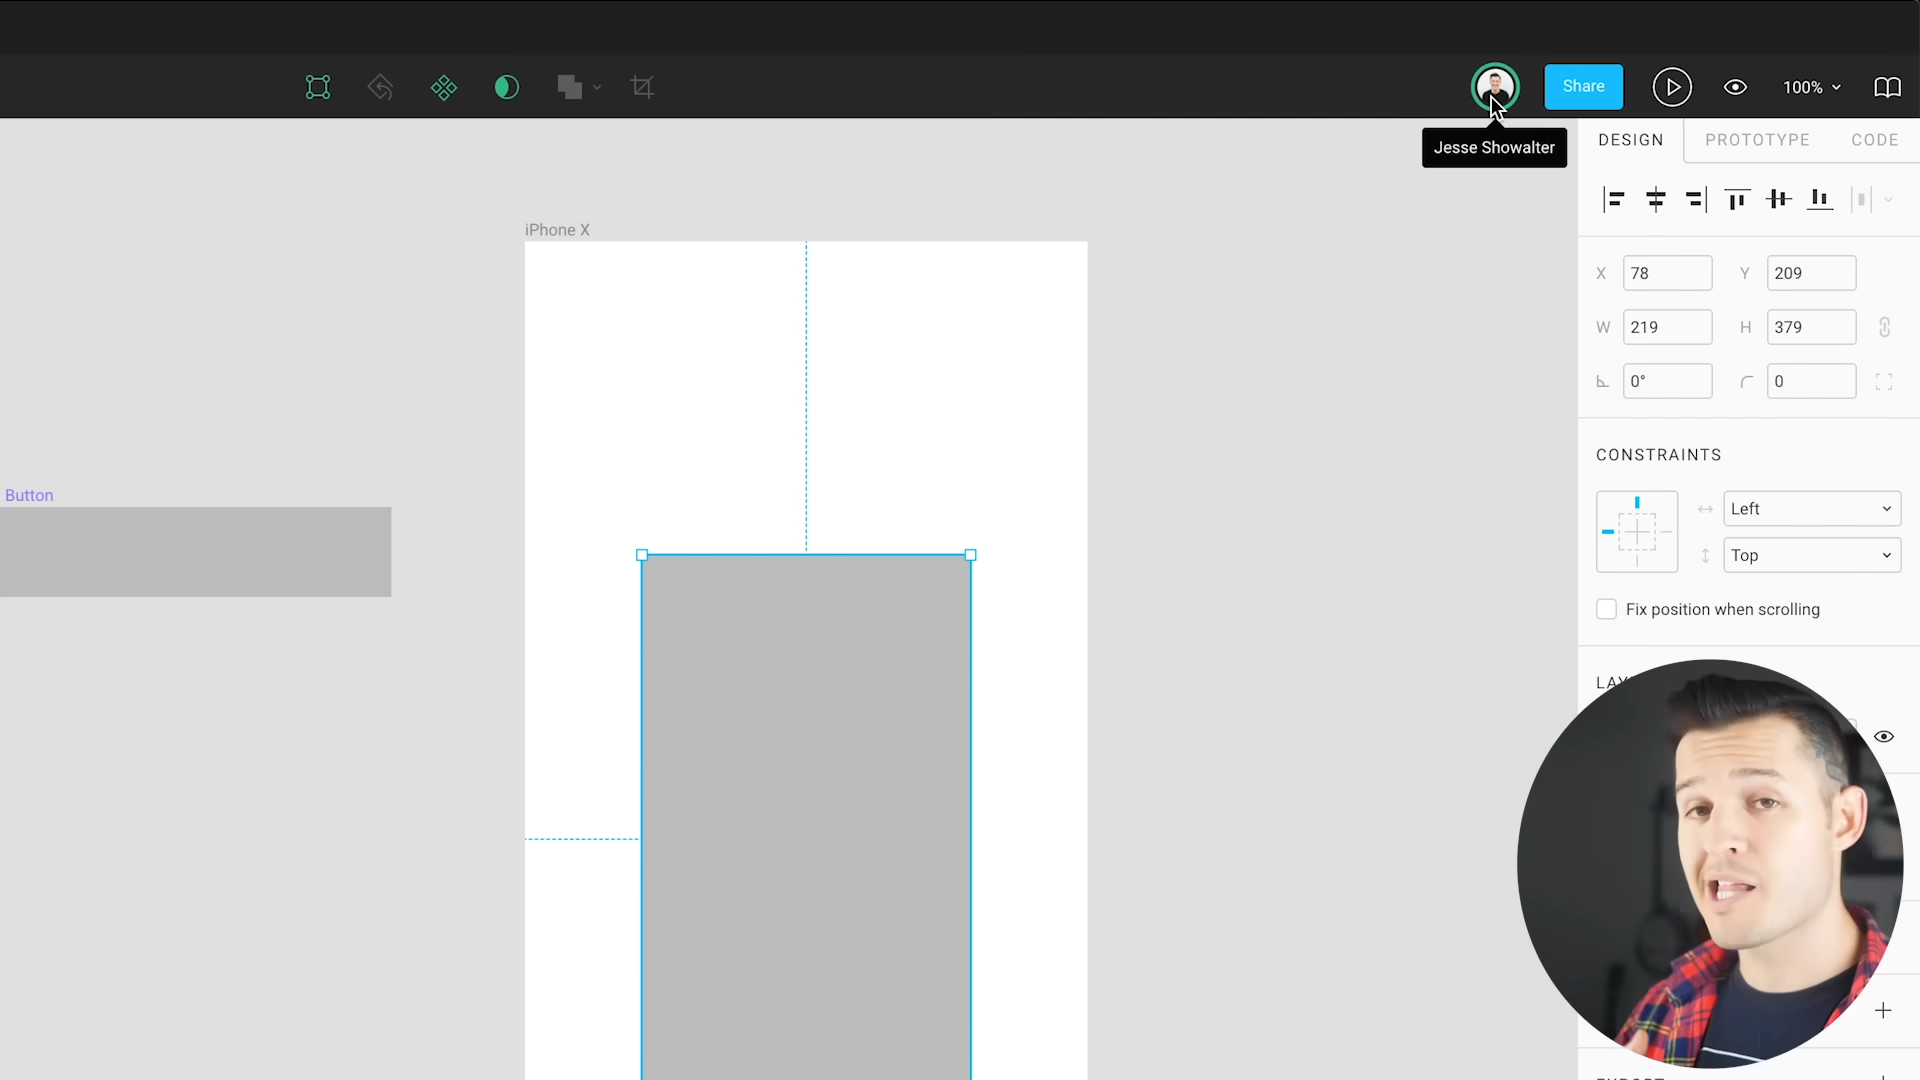 Share
100%
Jesse Showalter
DESIGN
PROTOTYPE
CODE
iPhone X
X
78
Y
209
W
219
H
379
0°
0
CONSTRAINTS
Left
Top
Button
Fix position when scrolling